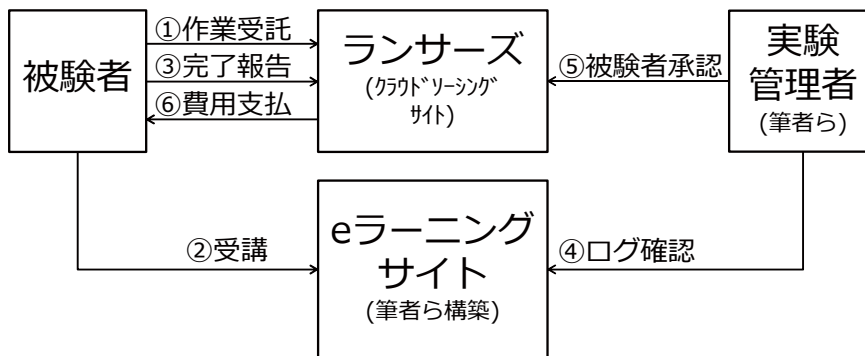 被験者
①作業受託
③完了報告
⑥費用支払
ランサーズ
(ｸﾗｳﾄﾞｿｰｼﾝｸﾞ
ｻｲﾄ)
⑤被験者承認
実験
管理者
(筆者ら)
②受講
eラーニング
サイト
(筆者ら構築)
④ログ確認